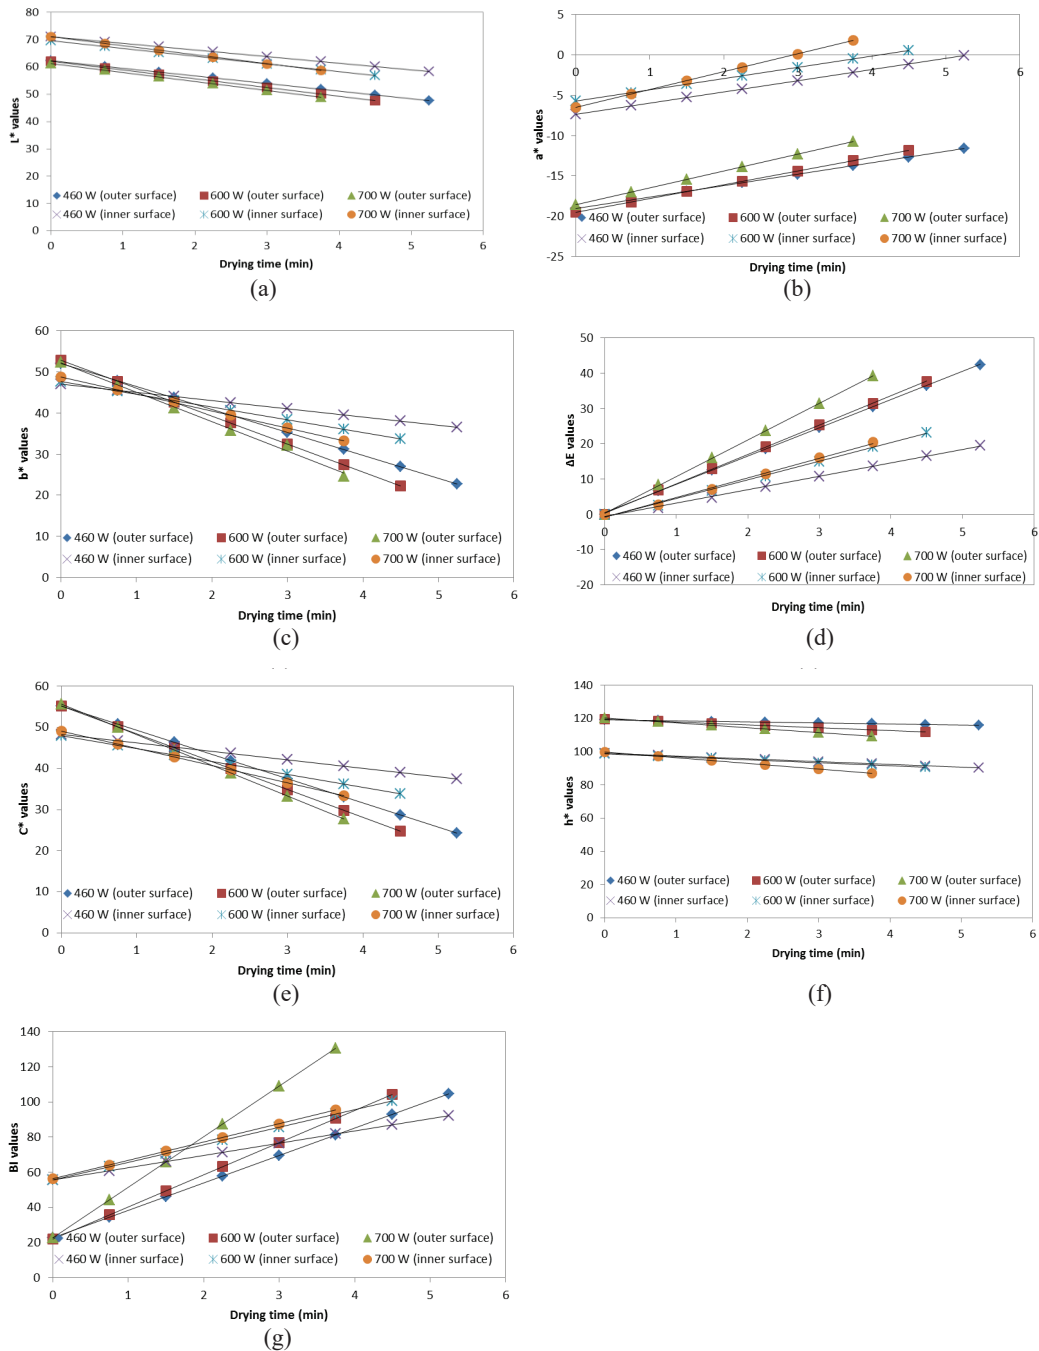 80
70
60
50
40
30
20
10
0
L* values
460 W (outer surface) 600 W (outer surface) 700 W (outer surface)
460 W (inner surface) 600 W (inner surface) 700 W (inner surface)
0 1 2 3 4 5 6
Drying time (min)
(a)
5
0
-5
-10
-15
-20
-25
a* values
0 1 2 3 4 5 6
460 W (outer surface) 600 W (outer surface) 700 W (outer surface)
460 W (inner surface) 600 W (inner surface) 700 W (inner surface)
Drying time (min)
(b)
60
50
40
30
20
10
0
b* values
460 W (outer surface) 600 W (outer surface) 700 W (outer surface)
460 W (inner surface) 600 W (inner surface) 700 W (inner surface)
0 1 2 3 4 5 6
Drying time (min)
(c)
50
40
30
20
10
0
-10
-20
ΔE values
0 1 2 3 4 5 6
460 W (outer surface) 600 W (outer surface) 700 W (outer surface)
460 W (inner surface) 600 W (inner surface) 700 W (inner surface)
Drying time (min)
(d)
60
50
40
30
20
10
0
C* values
460 W (outer surface) 600 W (outer surface) 700 W (outer surface)
460 W (inner surface) 600 W (inner surface) 700 W (inner surface)
0 1 2 3 4 5 6
Drying time (min)
(e)
140
120
100
80
60
40
20
0
h* values
460 W (outer surface) 600 W (outer surface) 700 W (outer surface)
460 W (inner surface) 600 W (inner surface) 700 W (inner surface)
0 1 2 3 4 5 6
Drying time (min)
(f)
140
120
100
80
60
40
20
0
BI values
460 W (outer surface) 600 W (outer surface) 700 W (outer surface)
460 W (inner surface) 600 W (inner surface) 700 W (inner surface)
0 1 2 3 4 5 6
Drying time (min)
(g)